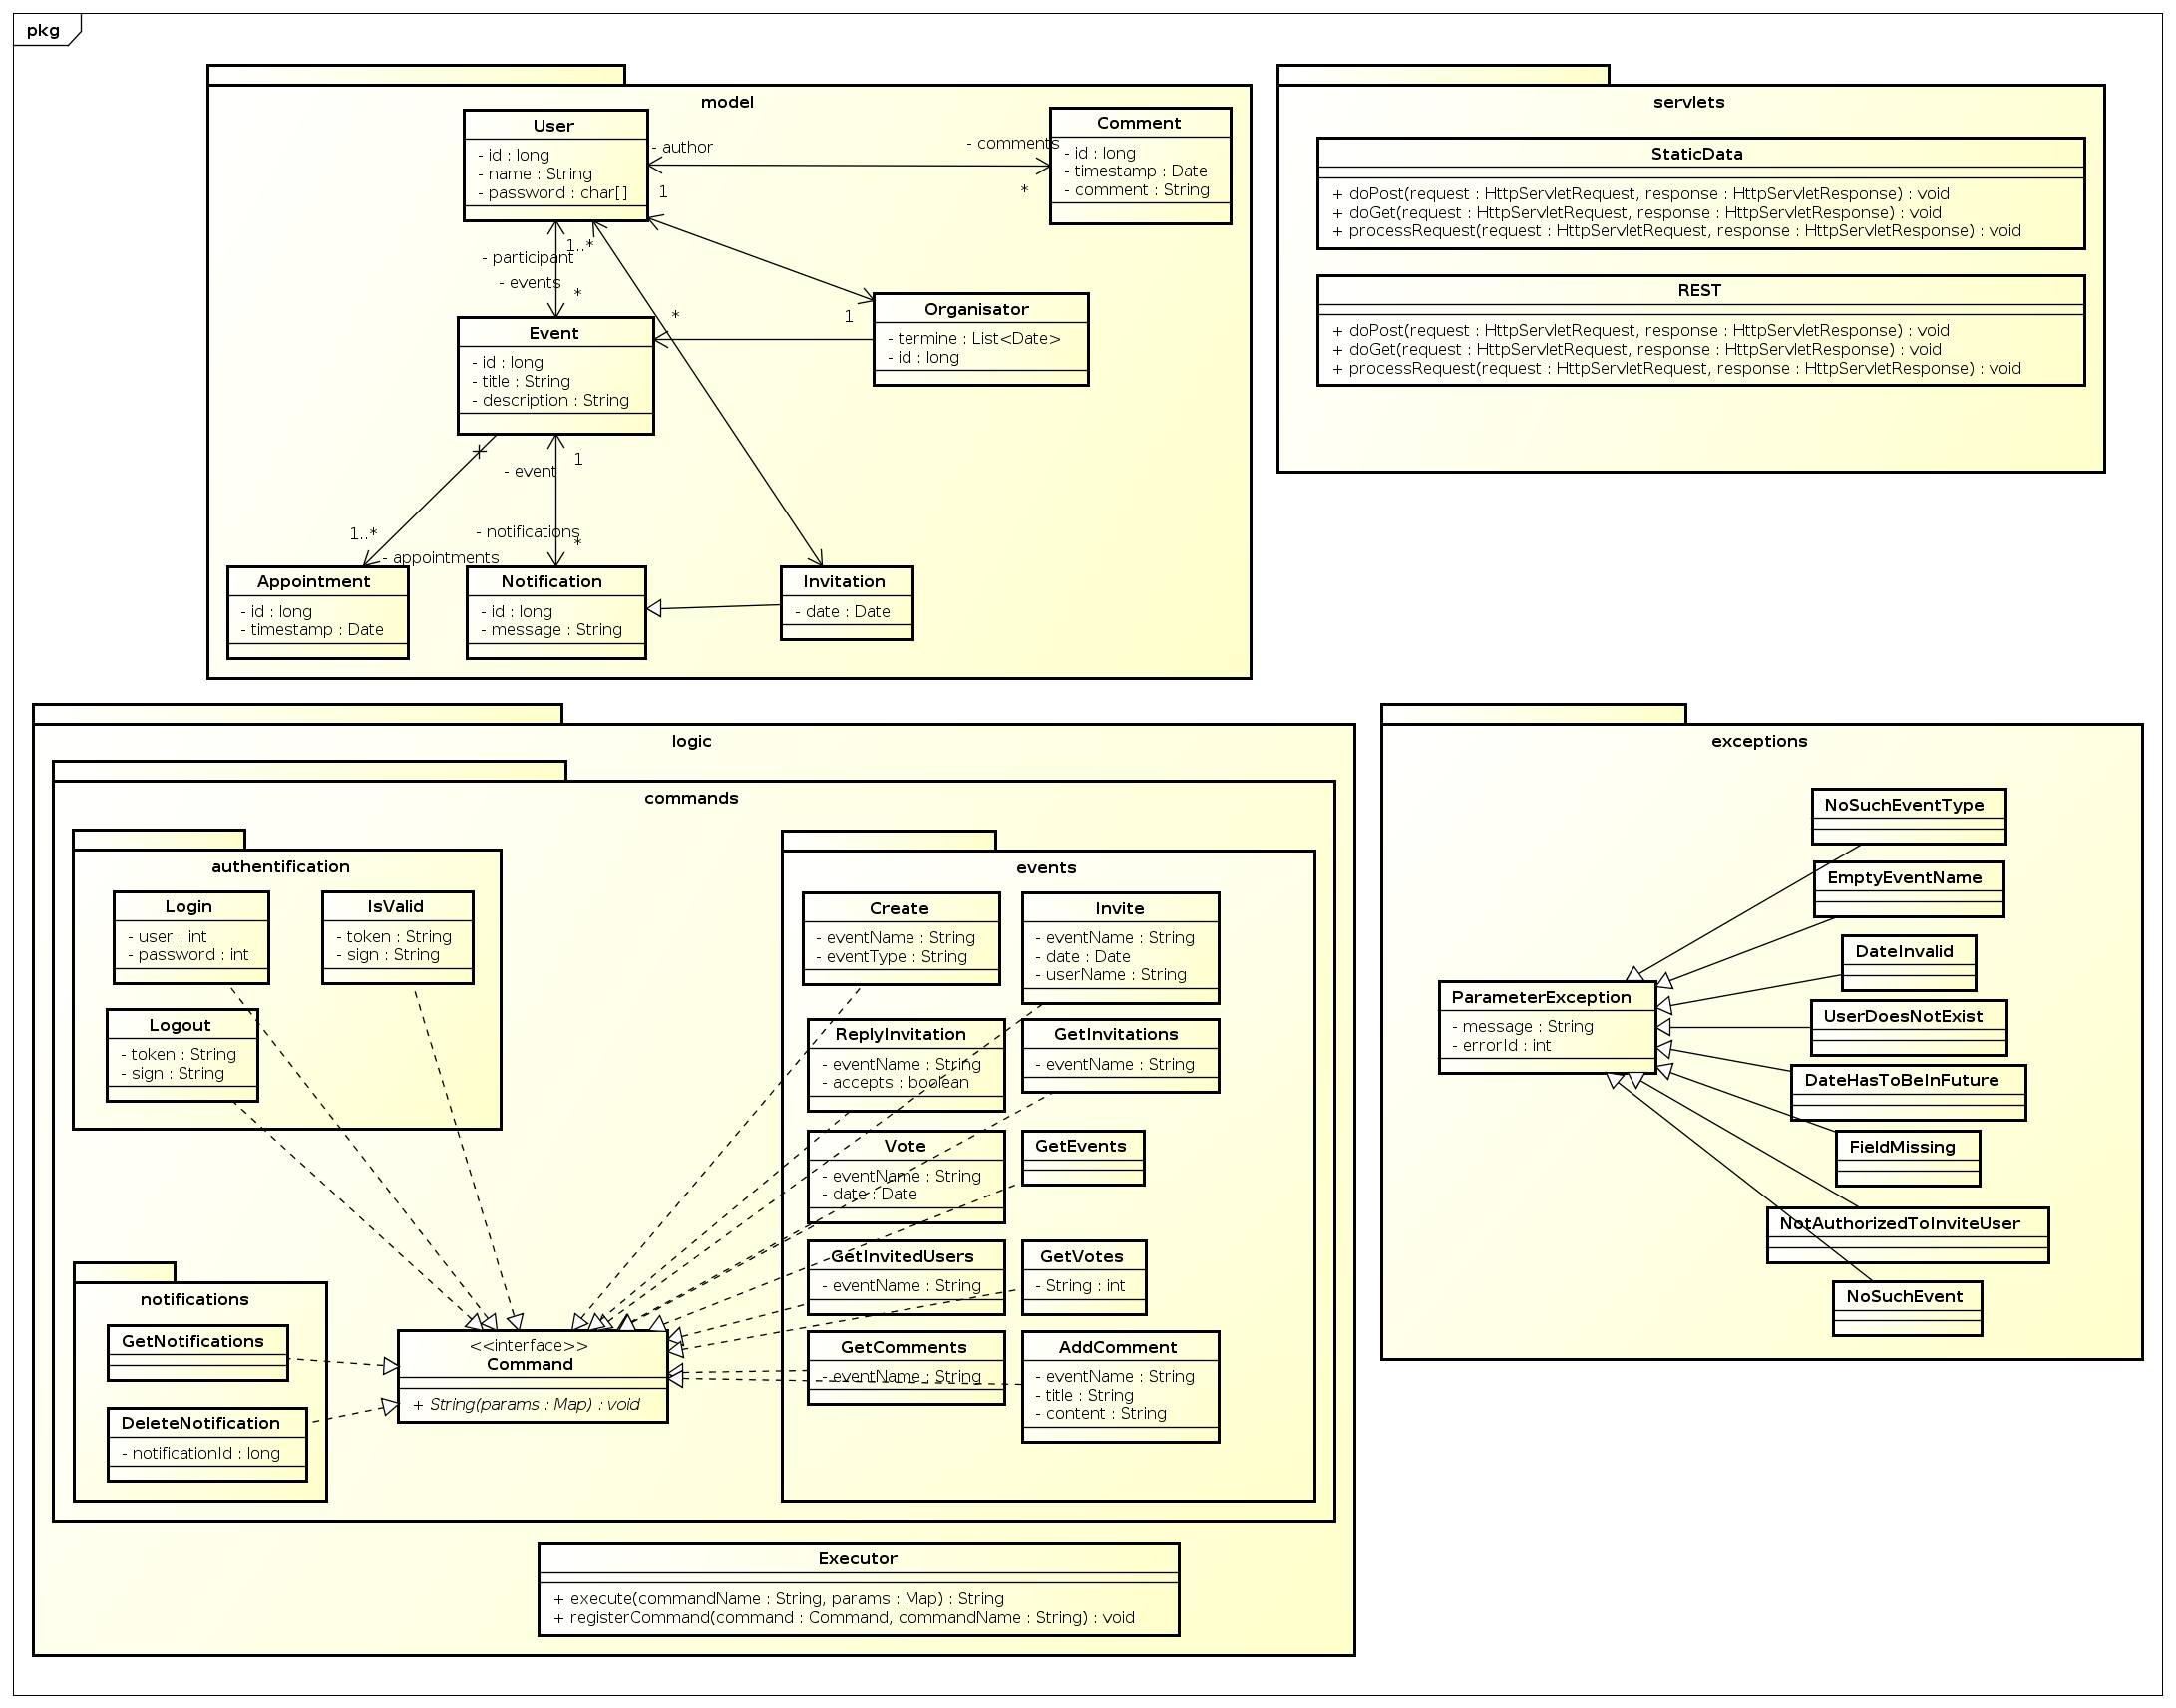 pkg
model
User
- id : long
- name : String
- password : char[]
- author
1
- comments
*
Comment
- id : long
- timestamp : Date
- comment : String
1..*
- participant
- events
*
Event
- id : long
- title : String
- description : String
*
1
Organisator
- termine : List<Date>
- id : long
- event
1
1..*
- appointments
- notifications
*
Appointment
- id : long
- timestamp : Date
Notification
- id : long
- message : String
Invitation
- date : Date
servlets
StaticData
+ doPost(request : HttpServletRequest, response : HttpServletResponse) : void
+ doGet(request : HttpServletRequest, response : HttpServletResponse) : void
+ processRequest(request : HttpServletRequest, response : HttpServletResponse) : void
REST
+ doPost(request : HttpServletRequest, response : HttpServletResponse) : void
+ doGet(request : HttpServletRequest, response : HttpServletResponse) : void
+ processRequest(request : HttpServletRequest, response : HttpServletResponse) : void
logic
commands
authentification
Login
- user : int
- password : int
IsValid
- token : String
- sign : String
Logout
- token : String
- sign : String
notifications
GetNotifications
DeleteNotification
- notificationId : long
<<interface>>
Command
+ String(params : Map) : void
events
Create
- eventName : String
- eventType : String
Invite
- eventName : String
- date : Date
- userName : String
ReplyInvitation
- eventName : String
- accepts : boolean
GetInvitations
- eventName : String
Vote
- eventName : String
- date : Date
GetEvents
GetInvitedUsers
- eventName : String
GetVotes
- String : int
GetComments
- eventName : String
AddComment
- eventName : String
- title : String
- content : String
Executor
+ execute(commandName : String, params : Map) : String
+ registerCommand(command : Command, commandName : String) : void
exceptions
ParameterException
- message : String
- errorId : int
NoSuchEventType
EmptyEventName
DateInvalid
UserDoesNotExist
DateHasToBeInFuture
FieldMissing
NotAuthorizedToInviteUser
NoSuchEvent